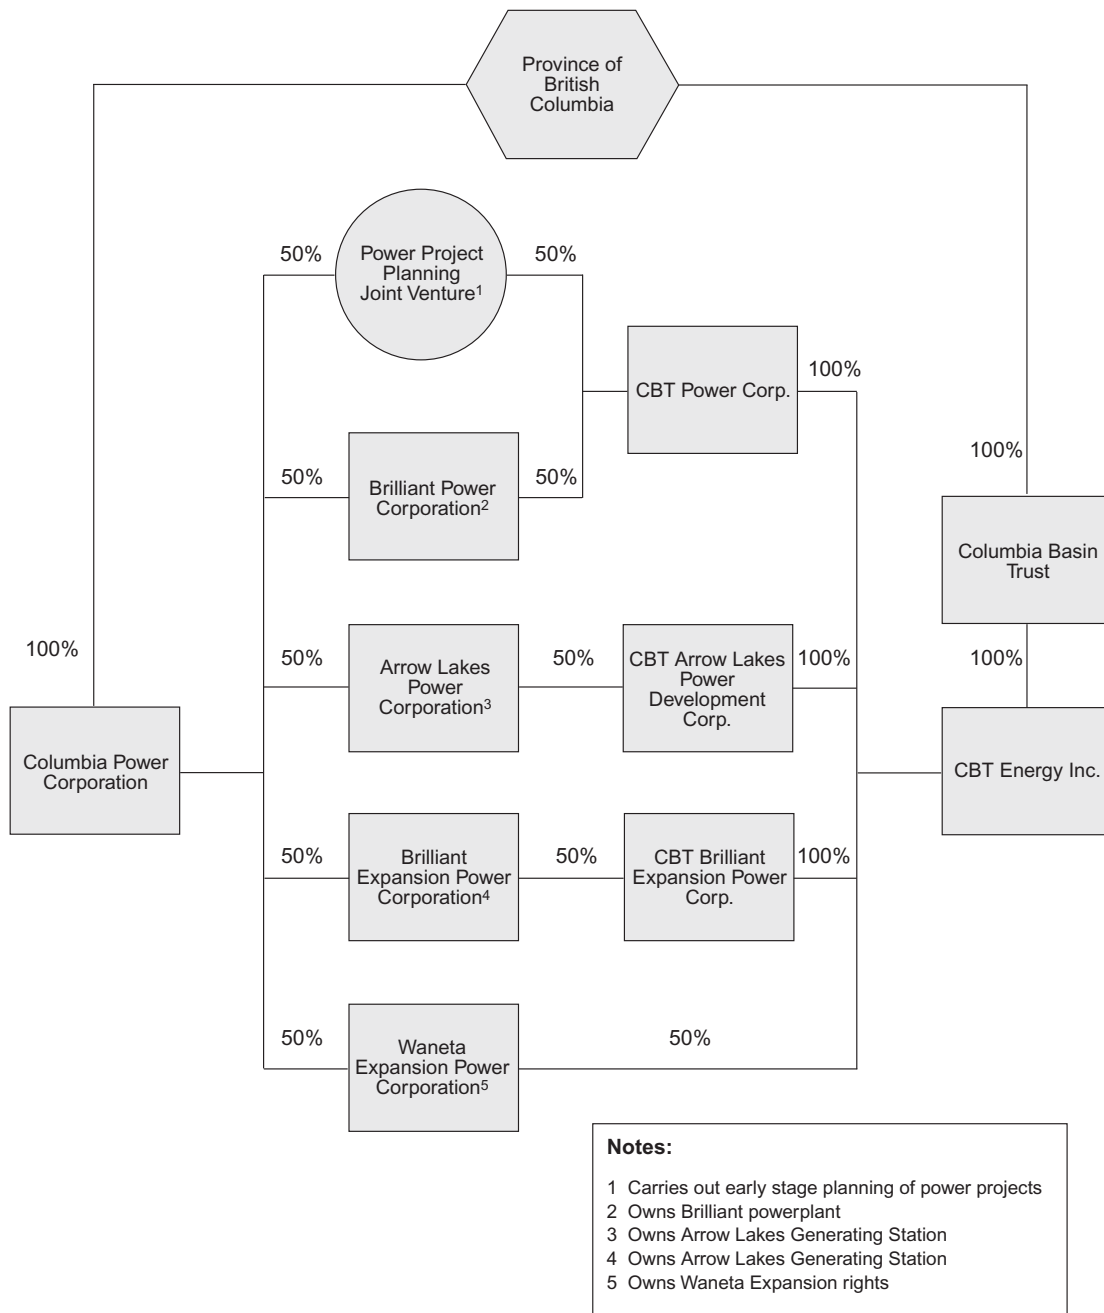 Province of
British
Columbia
50%
Power Project
Planning
Joint Venture1
50%
CBT Power Corp.
100%
50%
Brilliant Power
Corporation2
50%
100%
Columbia Basin
Trust
100%
50%
Arrow Lakes
Power
Corporation3
50%
CBT Arrow Lakes
Power
Development
Corp.
100%
100%
Columbia Power
Corporation
CBT Energy Inc.
50%
Brilliant
Expansion Power
Corporation4
50%
CBT Brilliant
Expansion Power
Corp.
100%
50%
Waneta
Expansion Power
Corporation5
50%
Notes:
1 Carries out early stage planning of power projects
2 Owns Brilliant powerplant
3 Owns Arrow Lakes Generating Station
4 Owns Arrow Lakes Generating Station
5 Owns Waneta Expansion rights